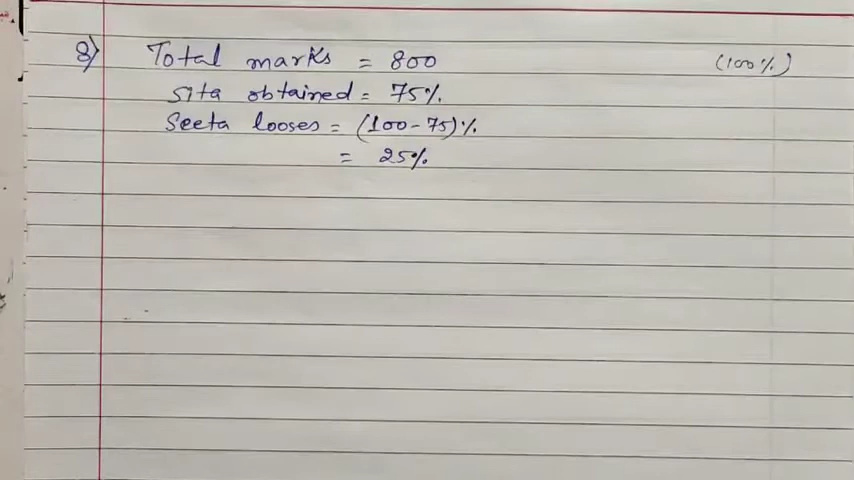 8) Total marks = 800 (100%)
Sita obtained = 75%.
Seeta looses = (100-75)%
= 25%